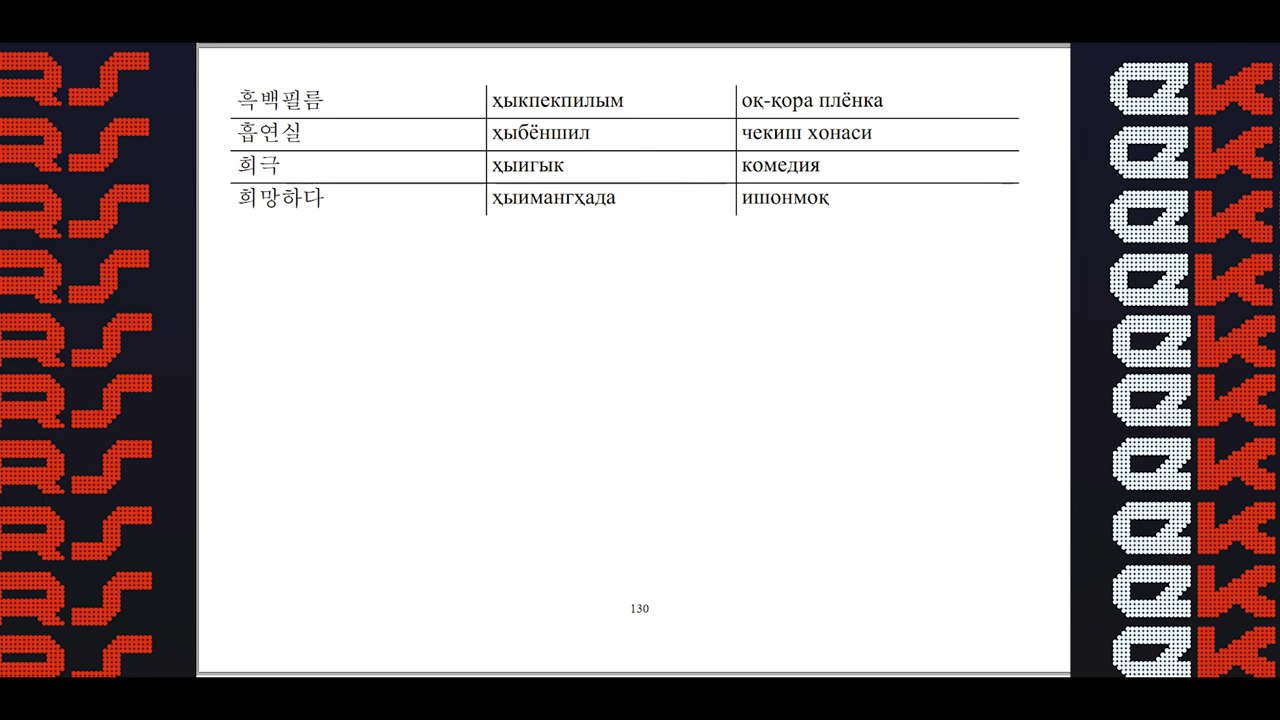 흑백필름 ҳыкпекпилым оқ-қора плёнка
흡연실 ҳыбёншил чекиш хонаси
희극 ҳыигык комедия
희망하다 ҳыимангҳада ишонмоқ
130